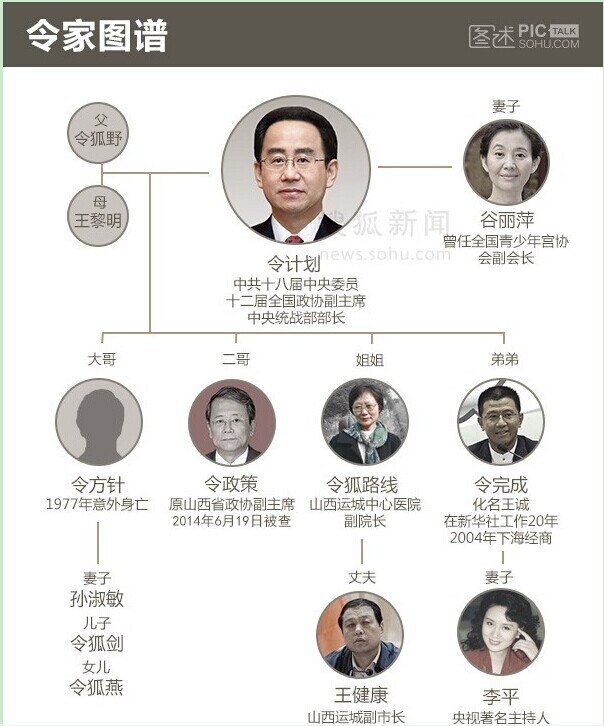 令家图谱
图述 PIC TALK
SOHU.COM
父
令狐野
母
王黎明
妻子
谷丽萍
曾任全国青少年宫协
会副会长
搜狐新闻
news.sohu.com
令计划
中共十八届中央委员
十二届全国政协副主席
中央统战部部长
大哥
二哥
姐姐
弟弟
令方针
1977年意外身亡
令政策
原山西省政协副主席
2014年6月19日被查
令狐路线
山西运城中心医院
副院长
令完成
化名王诚
在新华社工作20年
2004年下海经商
妻子
孙淑敏
儿子
令狐剑
女儿
令狐燕
丈夫
王健康
山西运城副市长
妻子
李平
央视著名主持人